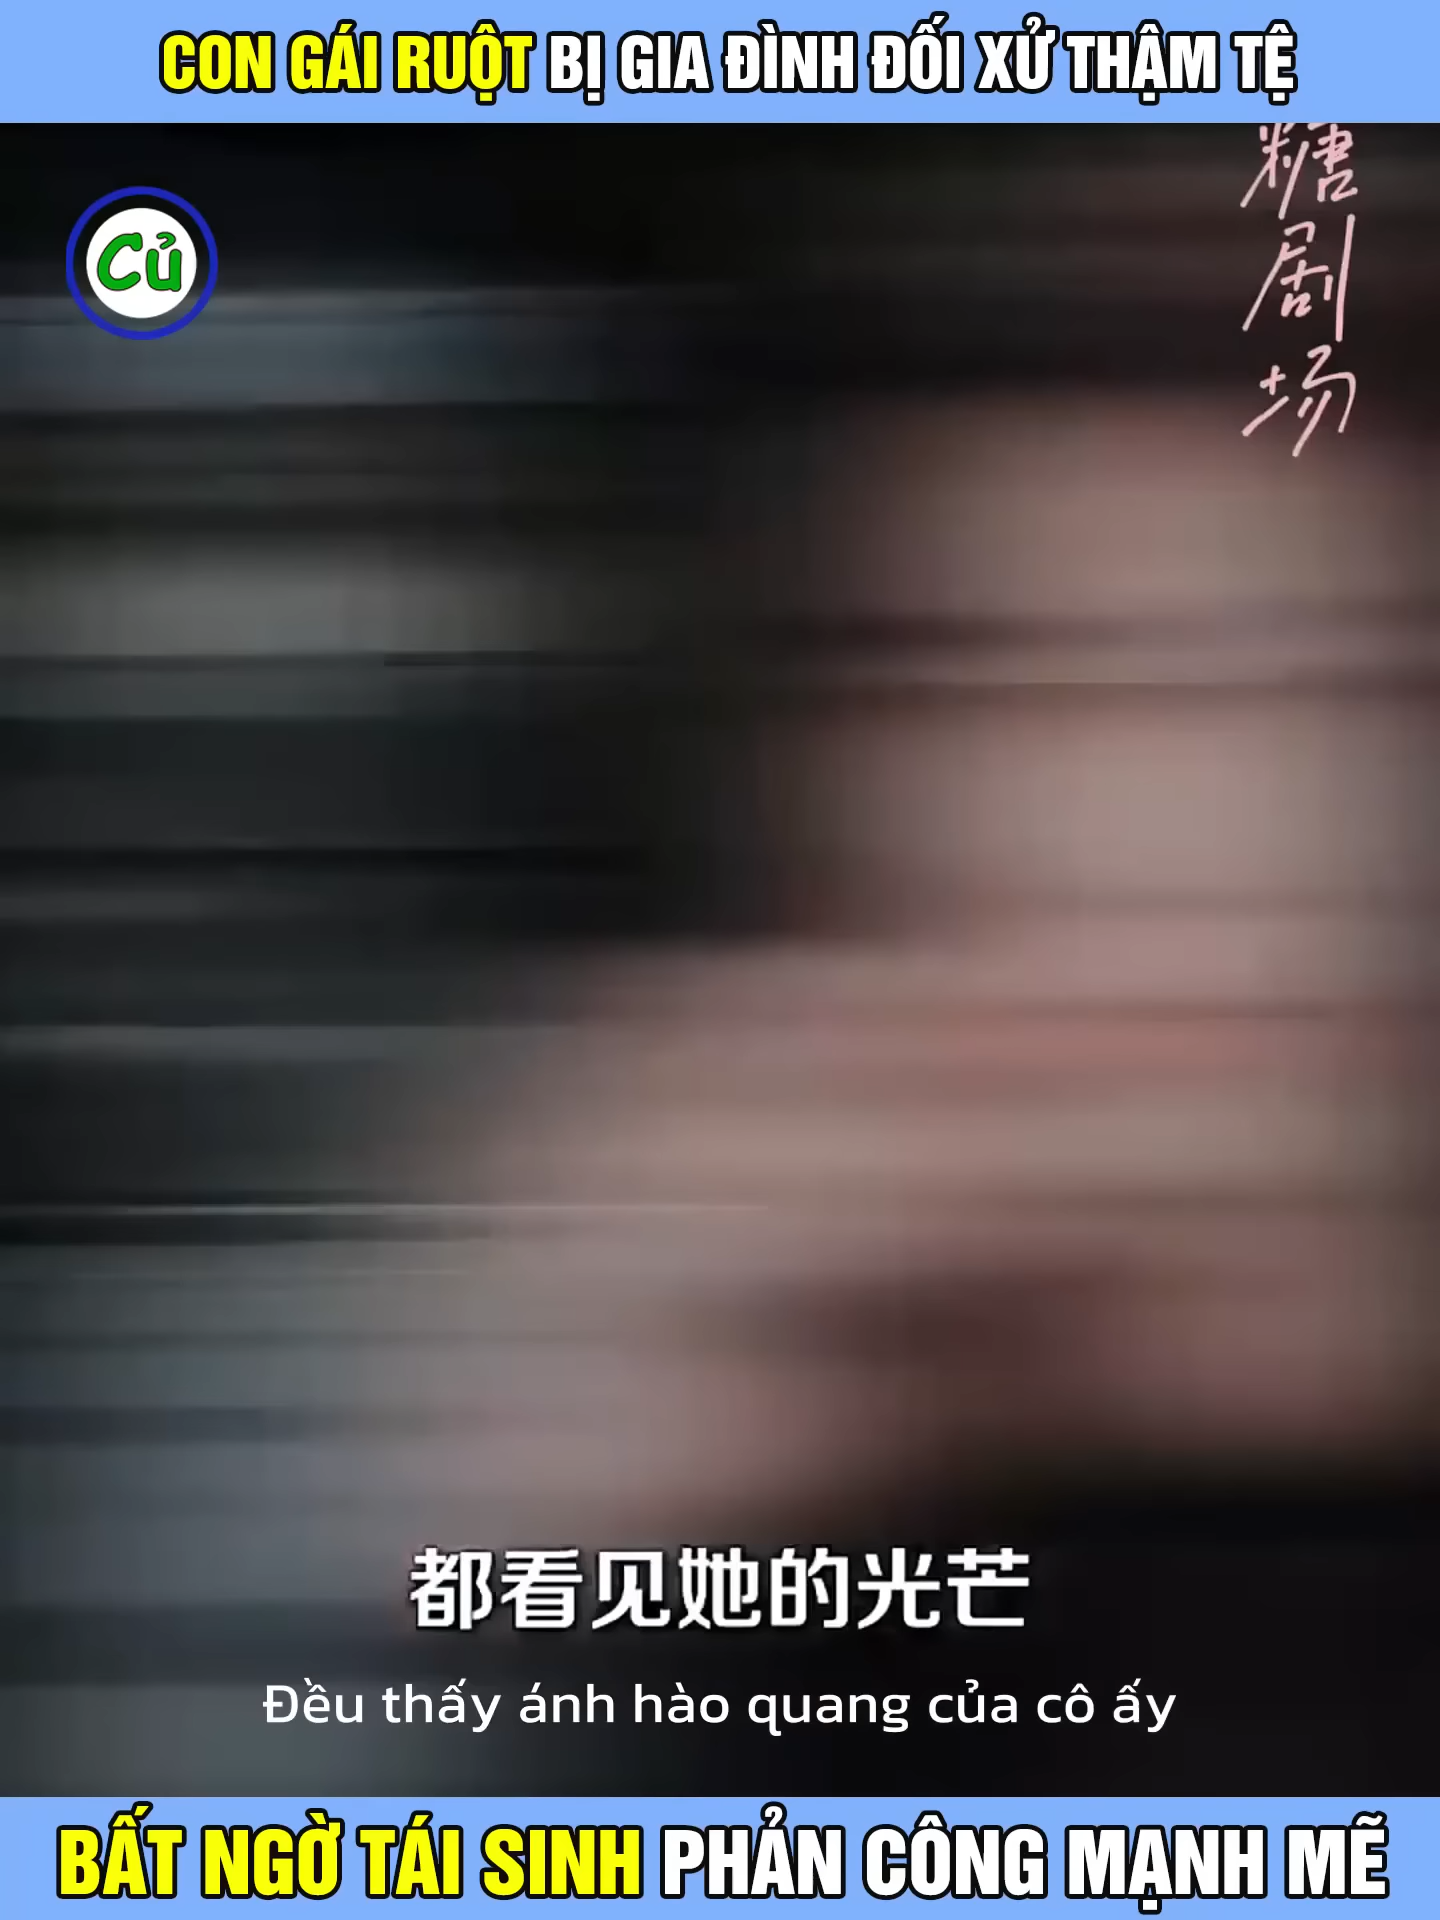 CON GÁI RUỘT BỊ GIA ĐÌNH ĐỐI XỬ THẬM TỆ
Củ
糖剧场
都看见她的光芒
Đều thấy ánh hào quang của cô ấy
BẤT NGỜ TÁI SINH PHẢN CÔNG MẠNH MẼ